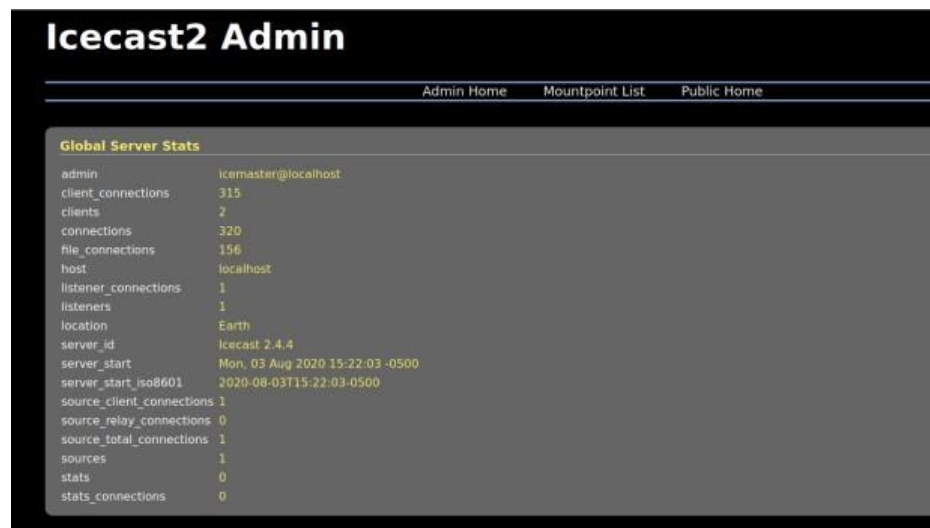 Icecast2 Admin
Admin Home Mountpoint List Public Home
Global Server Stats
admin icemaster@localhost
client_connections 315
clients 2
connections 320
file_connections 156
host localhost
listener_connections 1
listeners 1
location Earth
server_id Icecast 2.4.4
server_start Mon, 03 Aug 2020 15:22:03 -0500
server_start_iso8601 2020-08-03T15:22:03-0500
source_client_connections 1
source_relay_connections 0
source_total_connections 1
sources 1
stats 0
stats_connections 0